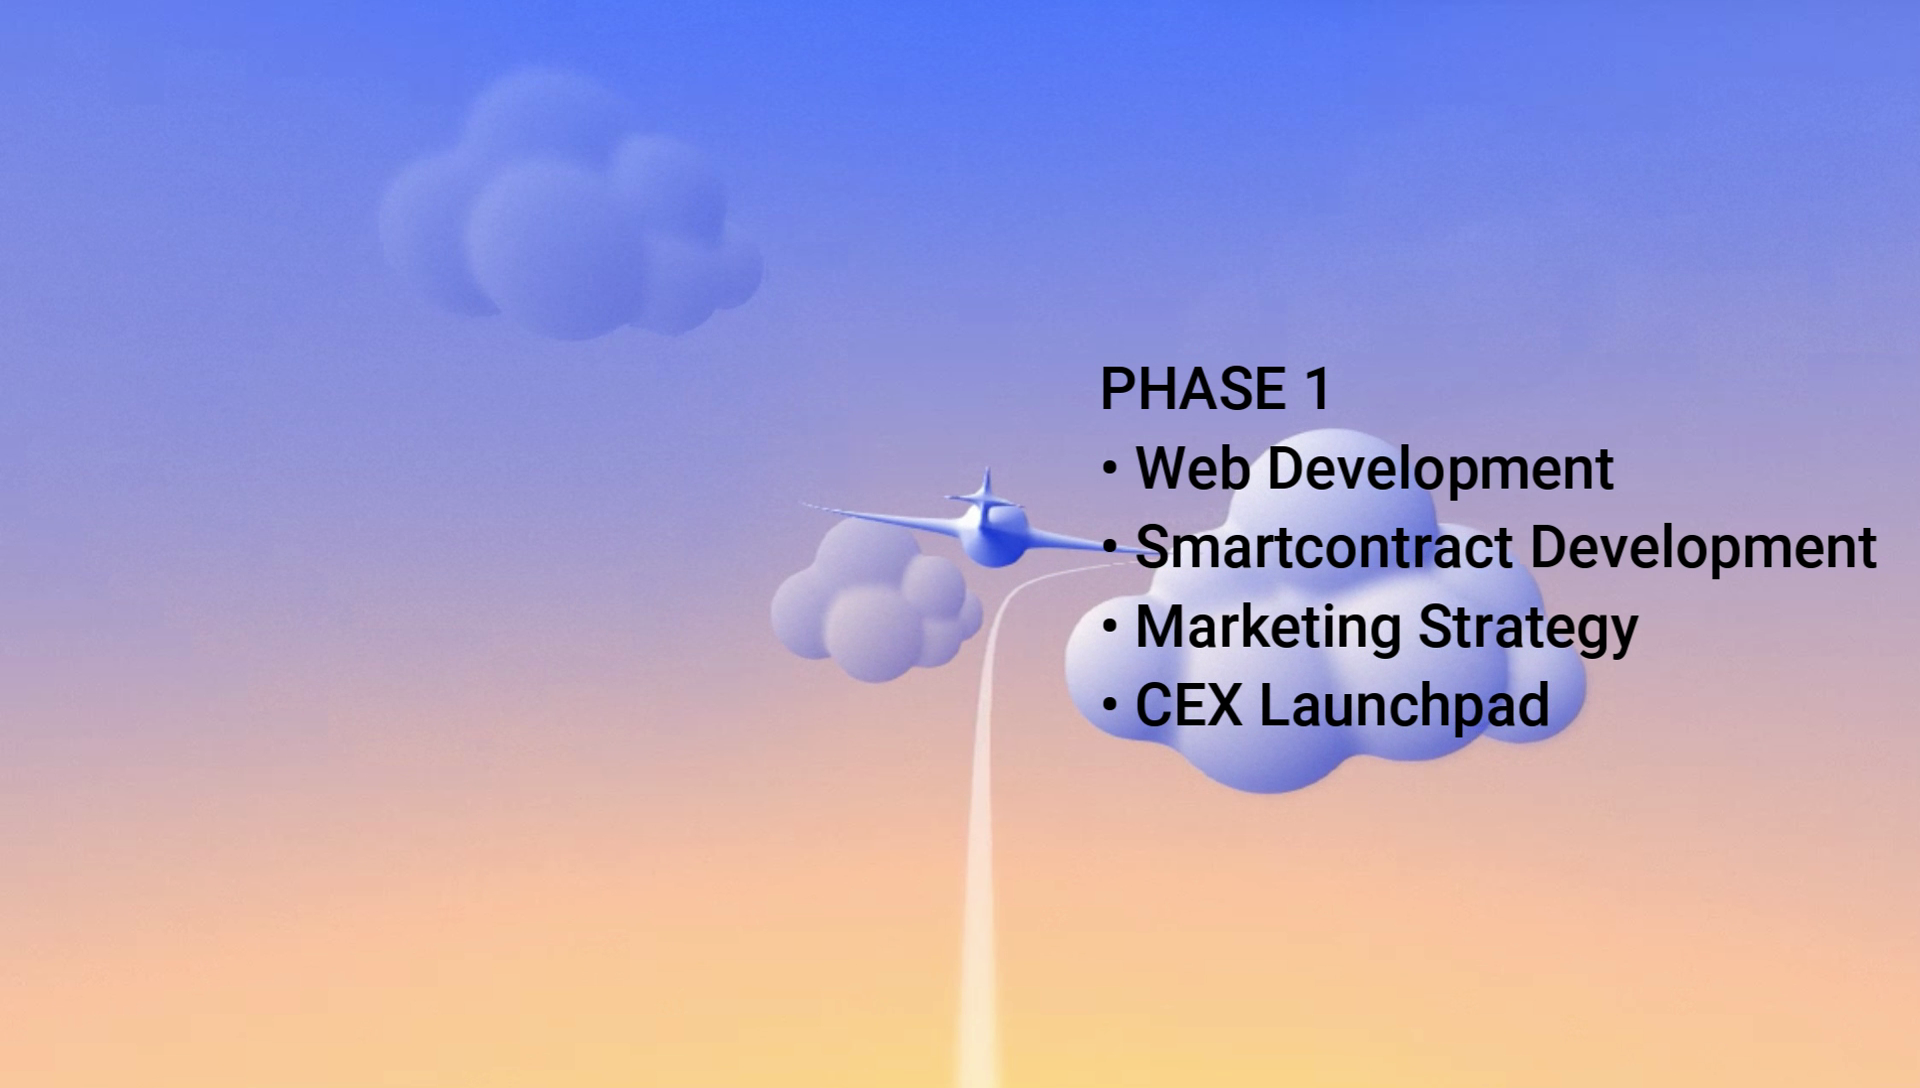 PHASE 1
• Web Development
• Smartcontract Development
• Marketing Strategy
• CEX Launchpad